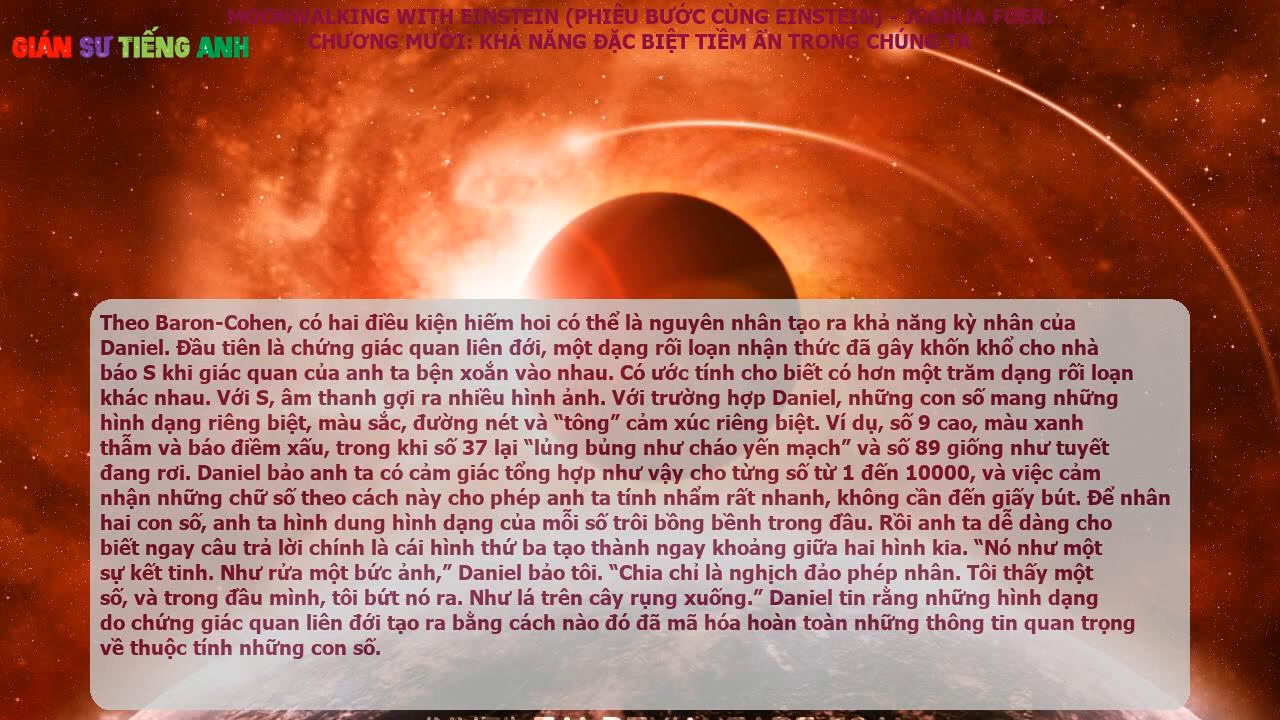 MOONWALKING WITH EINSTEIN (PHIÊU BƯỚC CÙNG EINSTEIN) - JOSHUA FOER:
CHƯƠNG MƯỜI: KHẢ NĂNG ĐẶC BIỆT TIỀM ẨN TRONG CHÚNG TA
GIÁN SỨ TIẾNG ANH
Theo Baron-Cohen, có hai điều kiện hiếm hoi có thể là nguyên nhân tạo ra khả năng kỳ nhân của
Daniel. Đầu tiên là chứng giác quan liên đới, một dạng rối loạn nhận thức đã gây khốn khổ cho nhà
báo S khi giác quan của anh ta bện xoắn vào nhau. Có ước tính cho biết có hơn một trăm dạng rối loạn
khác nhau. Với S, âm thanh gợi ra nhiều hình ảnh. Với trường hợp Daniel, những con số mang những
hình dạng riêng biệt, màu sắc, đường nét và “tông” cảm xúc riêng biệt. Ví dụ, số 9 cao, màu xanh
thẫm và báo điềm xấu, trong khi số 37 lại “lủng bủng như cháo yến mạch” và số 89 giống như tuyết
đang rơi. Daniel bảo anh ta có cảm giác tổng hợp như vậy cho từng số từ 1 đến 10000, và việc cảm
nhận những chữ số theo cách này cho phép anh ta tính nhẩm rất nhanh, không cần đến giấy bút. Để nhân
hai con số, anh ta hình dung hình dạng của mỗi số trôi bồng bềnh trong đầu. Rồi anh ta dễ dàng cho
biết ngay câu trả lời chính là cái hình thứ ba tạo thành ngay khoảng giữa hai hình kia. “Nó như một
sự kết tinh. Như rửa một bức ảnh,” Daniel bảo tôi. “Chia chỉ là nghịch đảo phép nhân. Tôi thấy một
số, và trong đầu mình, tôi bứt nó ra. Như lá trên cây rụng xuống.” Daniel tin rằng những hình dạng
do chứng giác quan liên đới tạo ra bằng cách nào đó đã mã hóa hoàn toàn những thông tin quan trọng
về thuộc tính những con số.